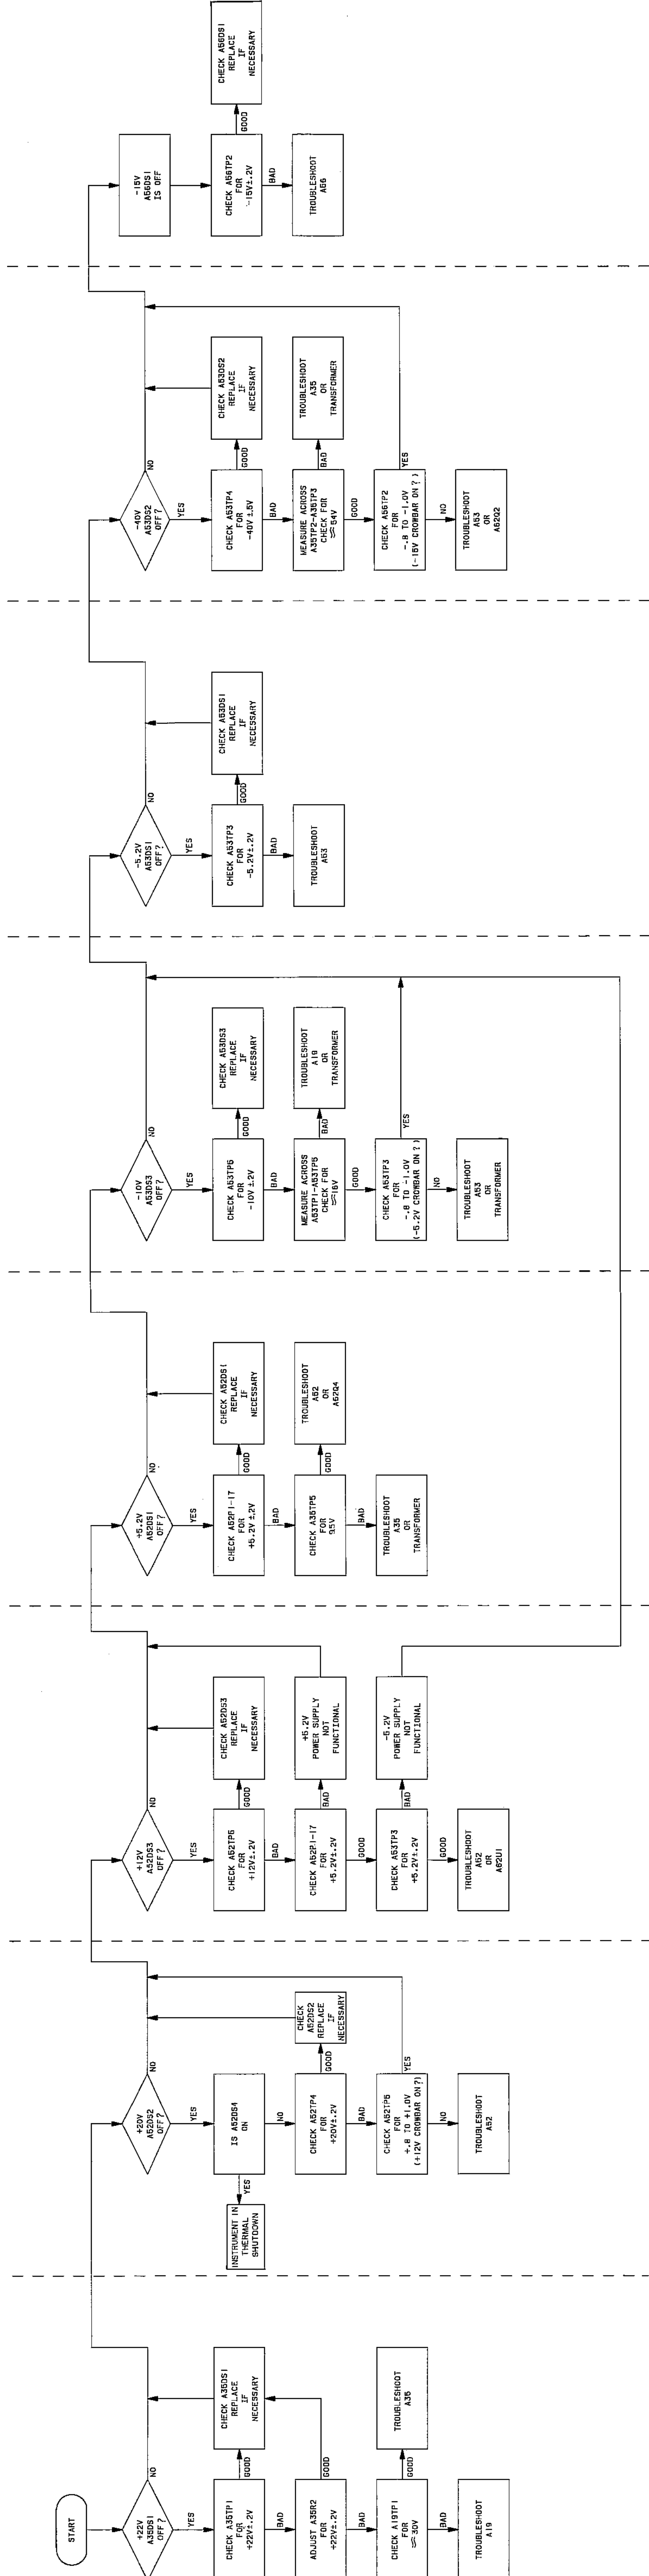 START
+22V
A35DS1
OFF?
NO
YES
CHECK A35TP1
FOR
+22V±.2V
GOOD
CHECK A35DS1
REPLACE
IF
NECESSARY
BAD
ADJUST A35R2
FOR
+22V±.2V
GOOD
BAD
CHECK A19TP1
FOR
≈30V
GOOD
TROUBLESHOOT
A35
BAD
TROUBLESHOOT
A19
+20V
A52DS2
OFF?
NO
YES
IS A52DS4
ON
YES
INSTRUMENT IN
THERMAL
SHUTDOWN
NO
CHECK A52TP4
FOR
+20V±.2V
GOOD
CHECK
A52DS2
REPLACE
IF
NECESSARY
BAD
CHECK A52TP5
FOR
+.8 TO +1.0V
(+12V CROWBAR ON?)
YES
NO
TROUBLESHOOT
A52
+12V
A52DS3
OFF?
NO
YES
CHECK A52TP5
FOR
+12V±.2V
GOOD
CHECK A52DS3
REPLACE
IF
NECESSARY
BAD
CHECK A52P1-17
FOR
+5.2V±.2V
BAD
+5.2V
POWER SUPPLY
NOT
FUNCTIONAL
GOOD
CHECK A53TP3
FOR
+5.2V±.2V
BAD
-5.2V
POWER SUPPLY
NOT
FUNCTIONAL
GOOD
TROUBLESHOOT
A52
OR
A62U1
+5.2V
A52DS1
OFF?
NO
YES
CHECK A52P1-17
FOR
+5.2V ±.2V
GOOD
CHECK A52DS1
REPLACE
IF
NECESSARY
BAD
CHECK A35TP5
FOR
9.5V
GOOD
TROUBLESHOOT
A52
OR
A62Q4
BAD
TROUBLESHOOT
A35
OR
TRANSFORMER
-10V
A53DS3
OFF?
NO
YES
CHECK A53TP5
FOR
-10V ±.2V
GOOD
CHECK A53DS3
REPLACE
IF
NECESSARY
BAD
MEASURE ACROSS
A53TP1-A53TP5
CHECK FOR
≈16V
BAD
TROUBLESHOOT
A19
OR
TRANSFORMER
GOOD
CHECK A53TP3
FOR
-.8 TO -1.0V
(-5.2V CROWBAR ON?)
YES
NO
TROUBLESHOOT
A53
OR
TRANSFORMER
-5.2V
A53DS1
OFF?
NO
YES
CHECK A53TP3
FOR
-5.2V±.2V
GOOD
CHECK A53DS1
REPLACE
IF
NECESSARY
BAD
TROUBLESHOOT
A53
-40V
A53DS2
OFF?
NO
YES
CHECK A53TP4
FOR
-40V ±.5V
GOOD
CHECK A53DS2
REPLACE
IF
NECESSARY
BAD
MEASURE ACROSS
A35TP2-A35TP3
CHECK FOR
≈54V
BAD
TROUBLESHOOT
A35
OR
TRANSFORMER
GOOD
CHECK A56TP2
FOR
-.8 TO -1.0V
(-15V CROWBAR ON?)
YES
NO
TROUBLESHOOT
A53
OR
A62Q2
-15V
A56DS1
IS OFF
CHECK A56TP2
FOR
-15V±.2V
GOOD
CHECK A56DS1
REPLACE
IF
NECESSARY
BAD
TROUBLESHOOT
A56